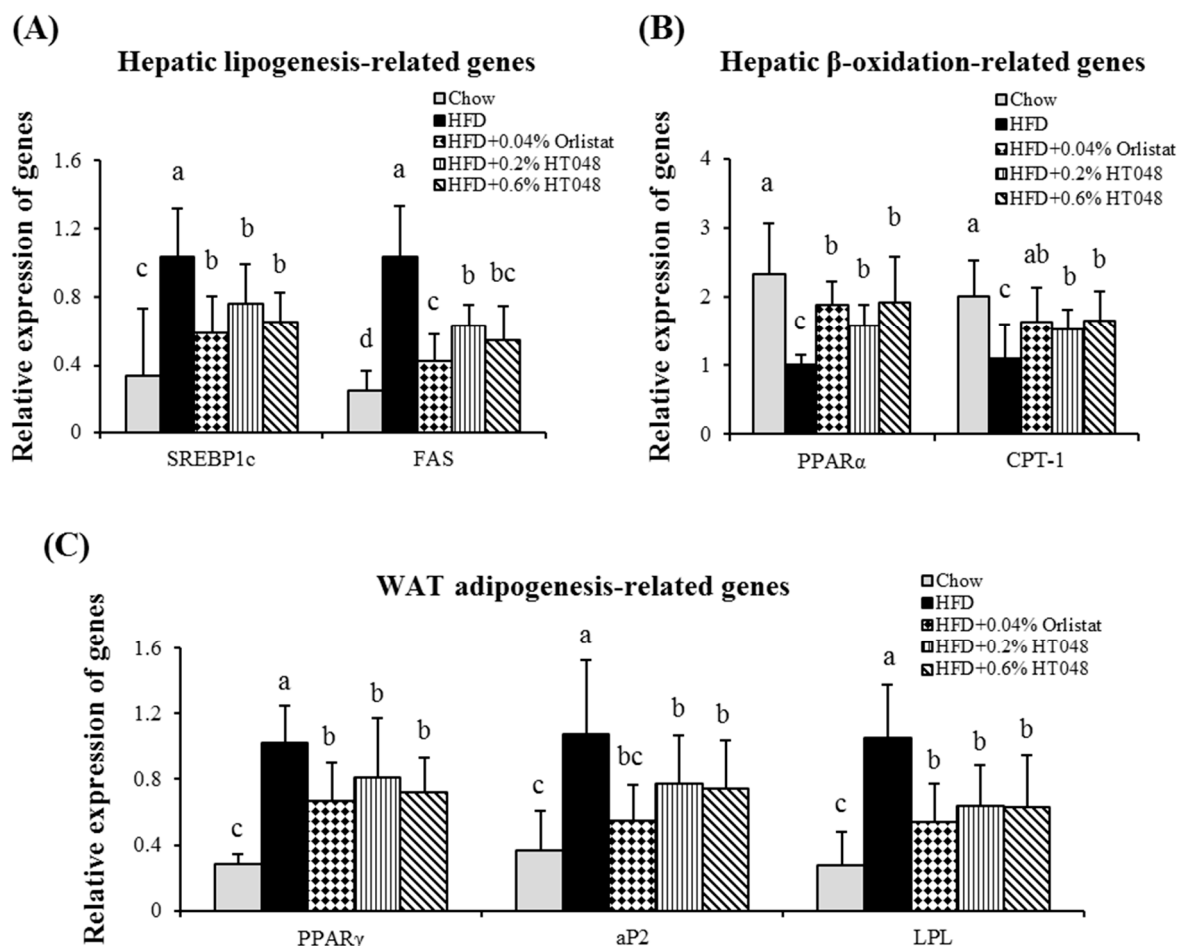 (A)
Hepatic lipogenesis-related genes
Chow
HFD
HFD+0.04% Orlistat
HFD+0.2% HT048
HFD+0.6% HT048
Relative expression of genes
1.6
1.2
0.8
0.4
0
c
a
b
b
b
d
a
c
b
bc
SREBP1c
FAS
(B)
Hepatic β-oxidation-related genes
Chow
HFD
HFD+0.04% Orlistat
HFD+0.2% HT048
HFD+0.6% HT048
Relative expression of genes
4
3
2
1
0
a
c
b
b
b
a
c
ab
b
b
PPARα
CPT-1
(C)
WAT adipogenesis-related genes
Chow
HFD
HFD+0.04% Orlistat
HFD+0.2% HT048
HFD+0.6% HT048
Relative expression of genes
1.6
1.2
0.8
0.4
0
c
a
b
b
b
c
a
bc
b
b
c
a
b
b
b
PPARγ
aP2
LPL